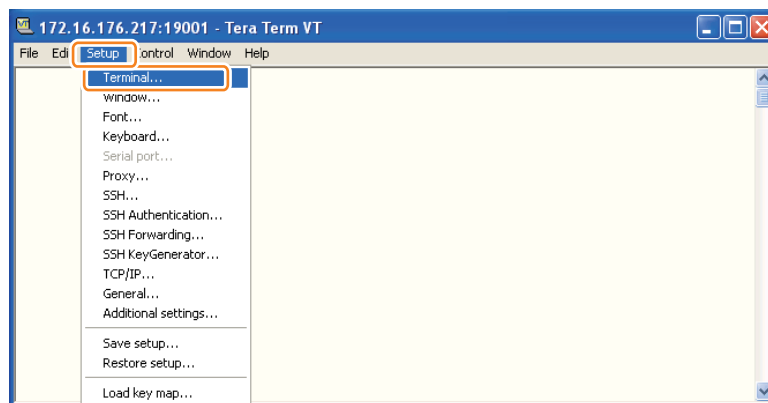 172.16.176.217:19001 - Tera Term VT
File Edi Setup ontrol Window Help
Terminal...
Window...
Font...
Keyboard...
Serial port...
Proxy...
SSH...
SSH Authentication...
SSH Forwarding...
SSH KeyGenerator...
TCP/IP...
General...
Additional settings...
Save setup...
Restore setup...
Load key map...